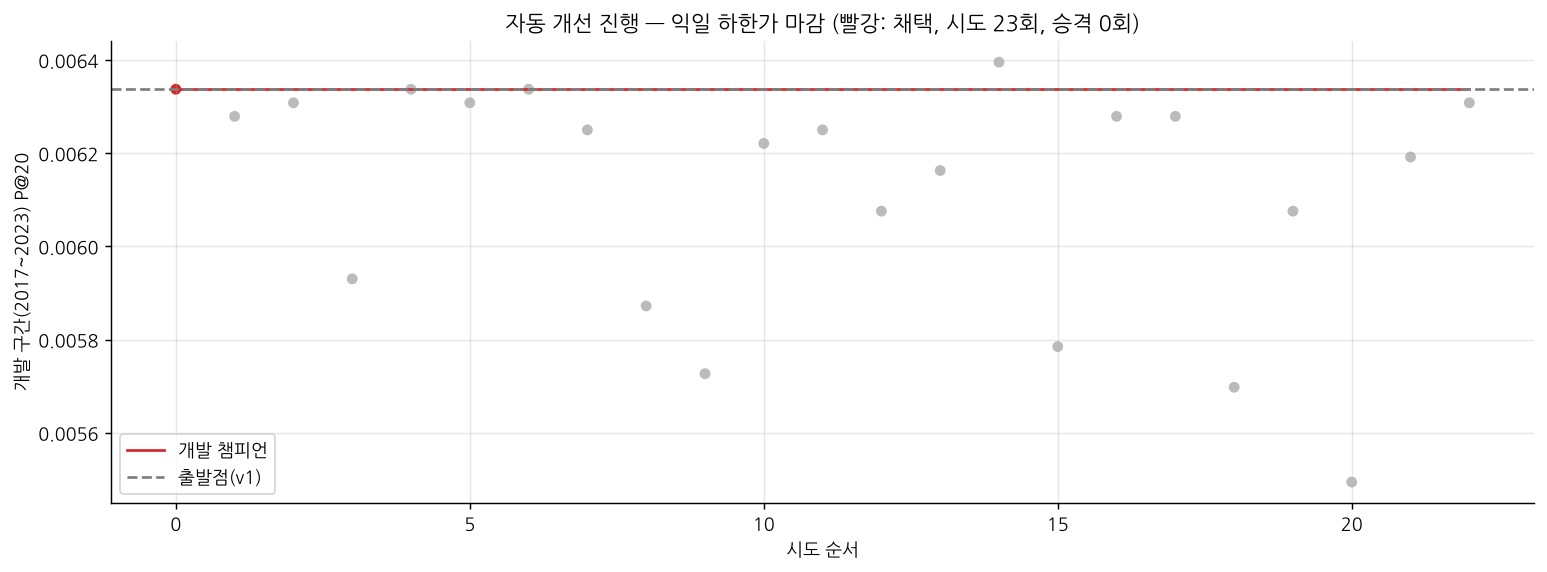 자동 개선 진행 — 익일 하한가 마감 (빨강: 채택, 시도 23회, 승격 0회)
개발 구간(2017~2023) P@20
0.0064
0.0062
0.0060
0.0058
0.0056
개발 챔피언
출발점(v1)
0 5 10 15 20
시도 순서